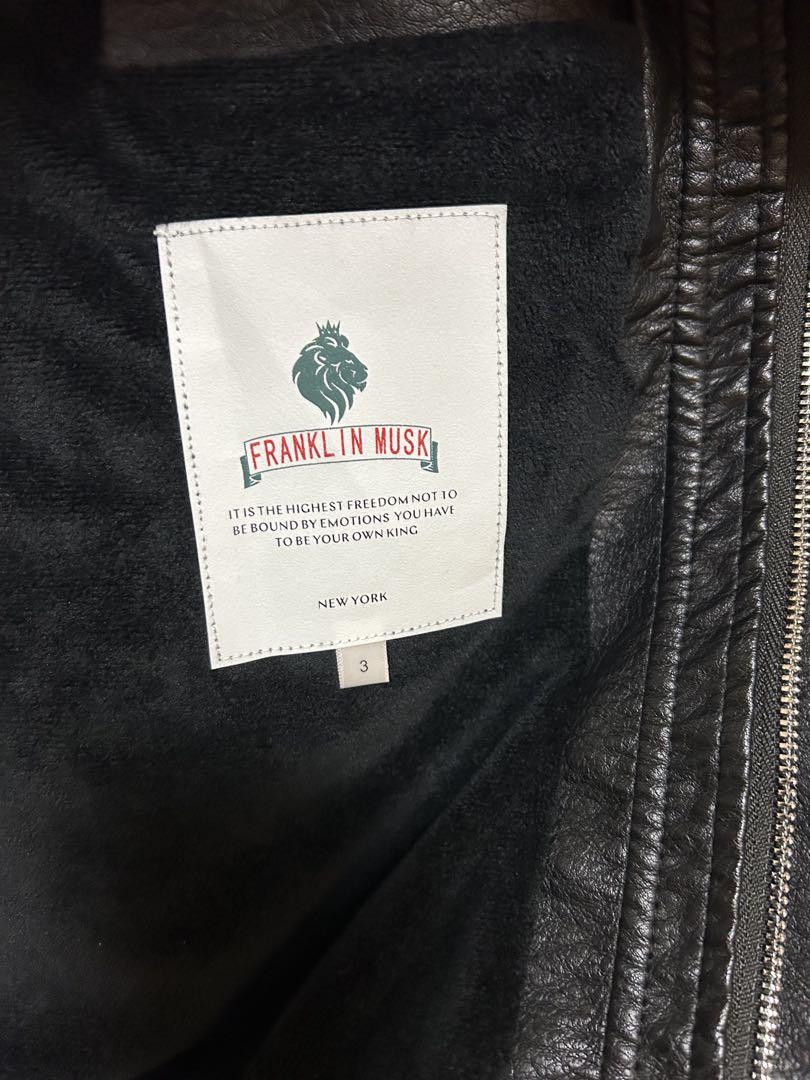 FRANKLIN MUSK
IT IS THE HIGHEST FREEDOM NOT TO
BE BOUND BY EMOTIONS YOU HAVE
TO BE YOUR OWN KING
NEW YORK
3